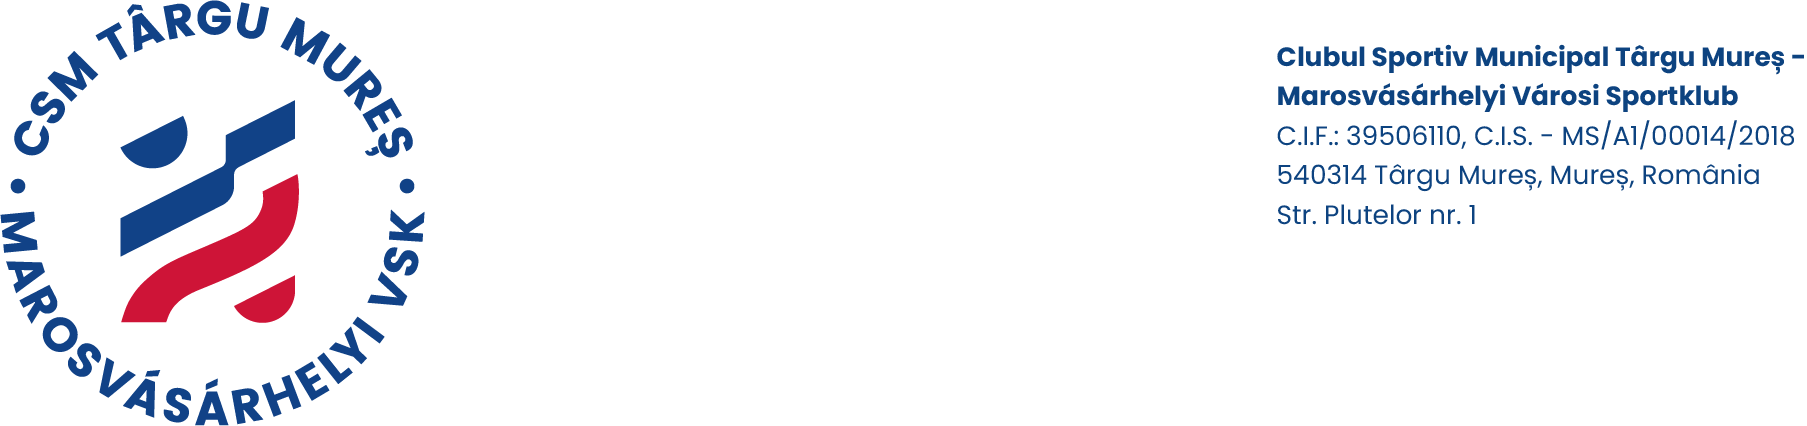 CSM TÂRGU MUREȘ
• MAROSVÁSÁRHELYI VSK •
Clubul Sportiv Municipal Târgu Mureș -
Marosvásárhelyi Városi Sportklub
C.I.F.: 39506110, C.I.S. - MS/A1/00014/2018
540314 Târgu Mureș, Mureș, România
Str. Plutelor nr. 1